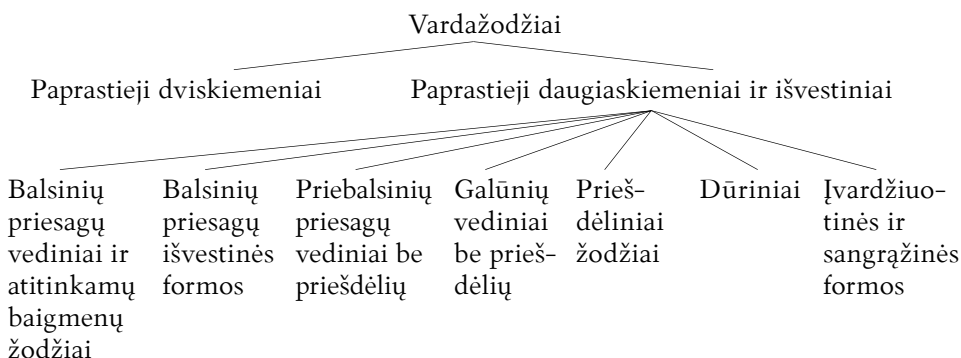 Vardažodžiai
Paprastieji dviskiemeniai
Paprastieji daugiaskiemeniai ir išvestiniai
Balsinių
priesagų
vediniai ir
atitinkamų
baigmenų
žodžiai
Balsinių
priesagų
išvestinės
formos
Priebalsinių
priesagų
vediniai be
priešdėlių
Galūnių
vediniai
be prieš-
dėlių
Prieš-
dėliniai
žodžiai
Dūriniai
Įvardžiuo-
tinės ir
sangrąžinės
formos